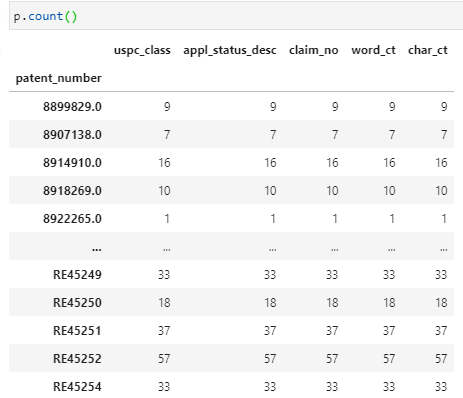 p.count()
uspc_class appl_status_desc claim_no word_ct char_ct
patent_number
8899829.0 9 9 9 9 9
8907138.0 7 7 7 7 7
8914910.0 16 16 16 16 16
8918269.0 10 10 10 10 10
8922265.0 1 1 1 1 1
... ... ... ... ... ...
RE45249 33 33 33 33 33
RE45250 18 18 18 18 18
RE45251 37 37 37 37 37
RE45252 57 57 57 57 57
RE45254 33 33 33 33 33